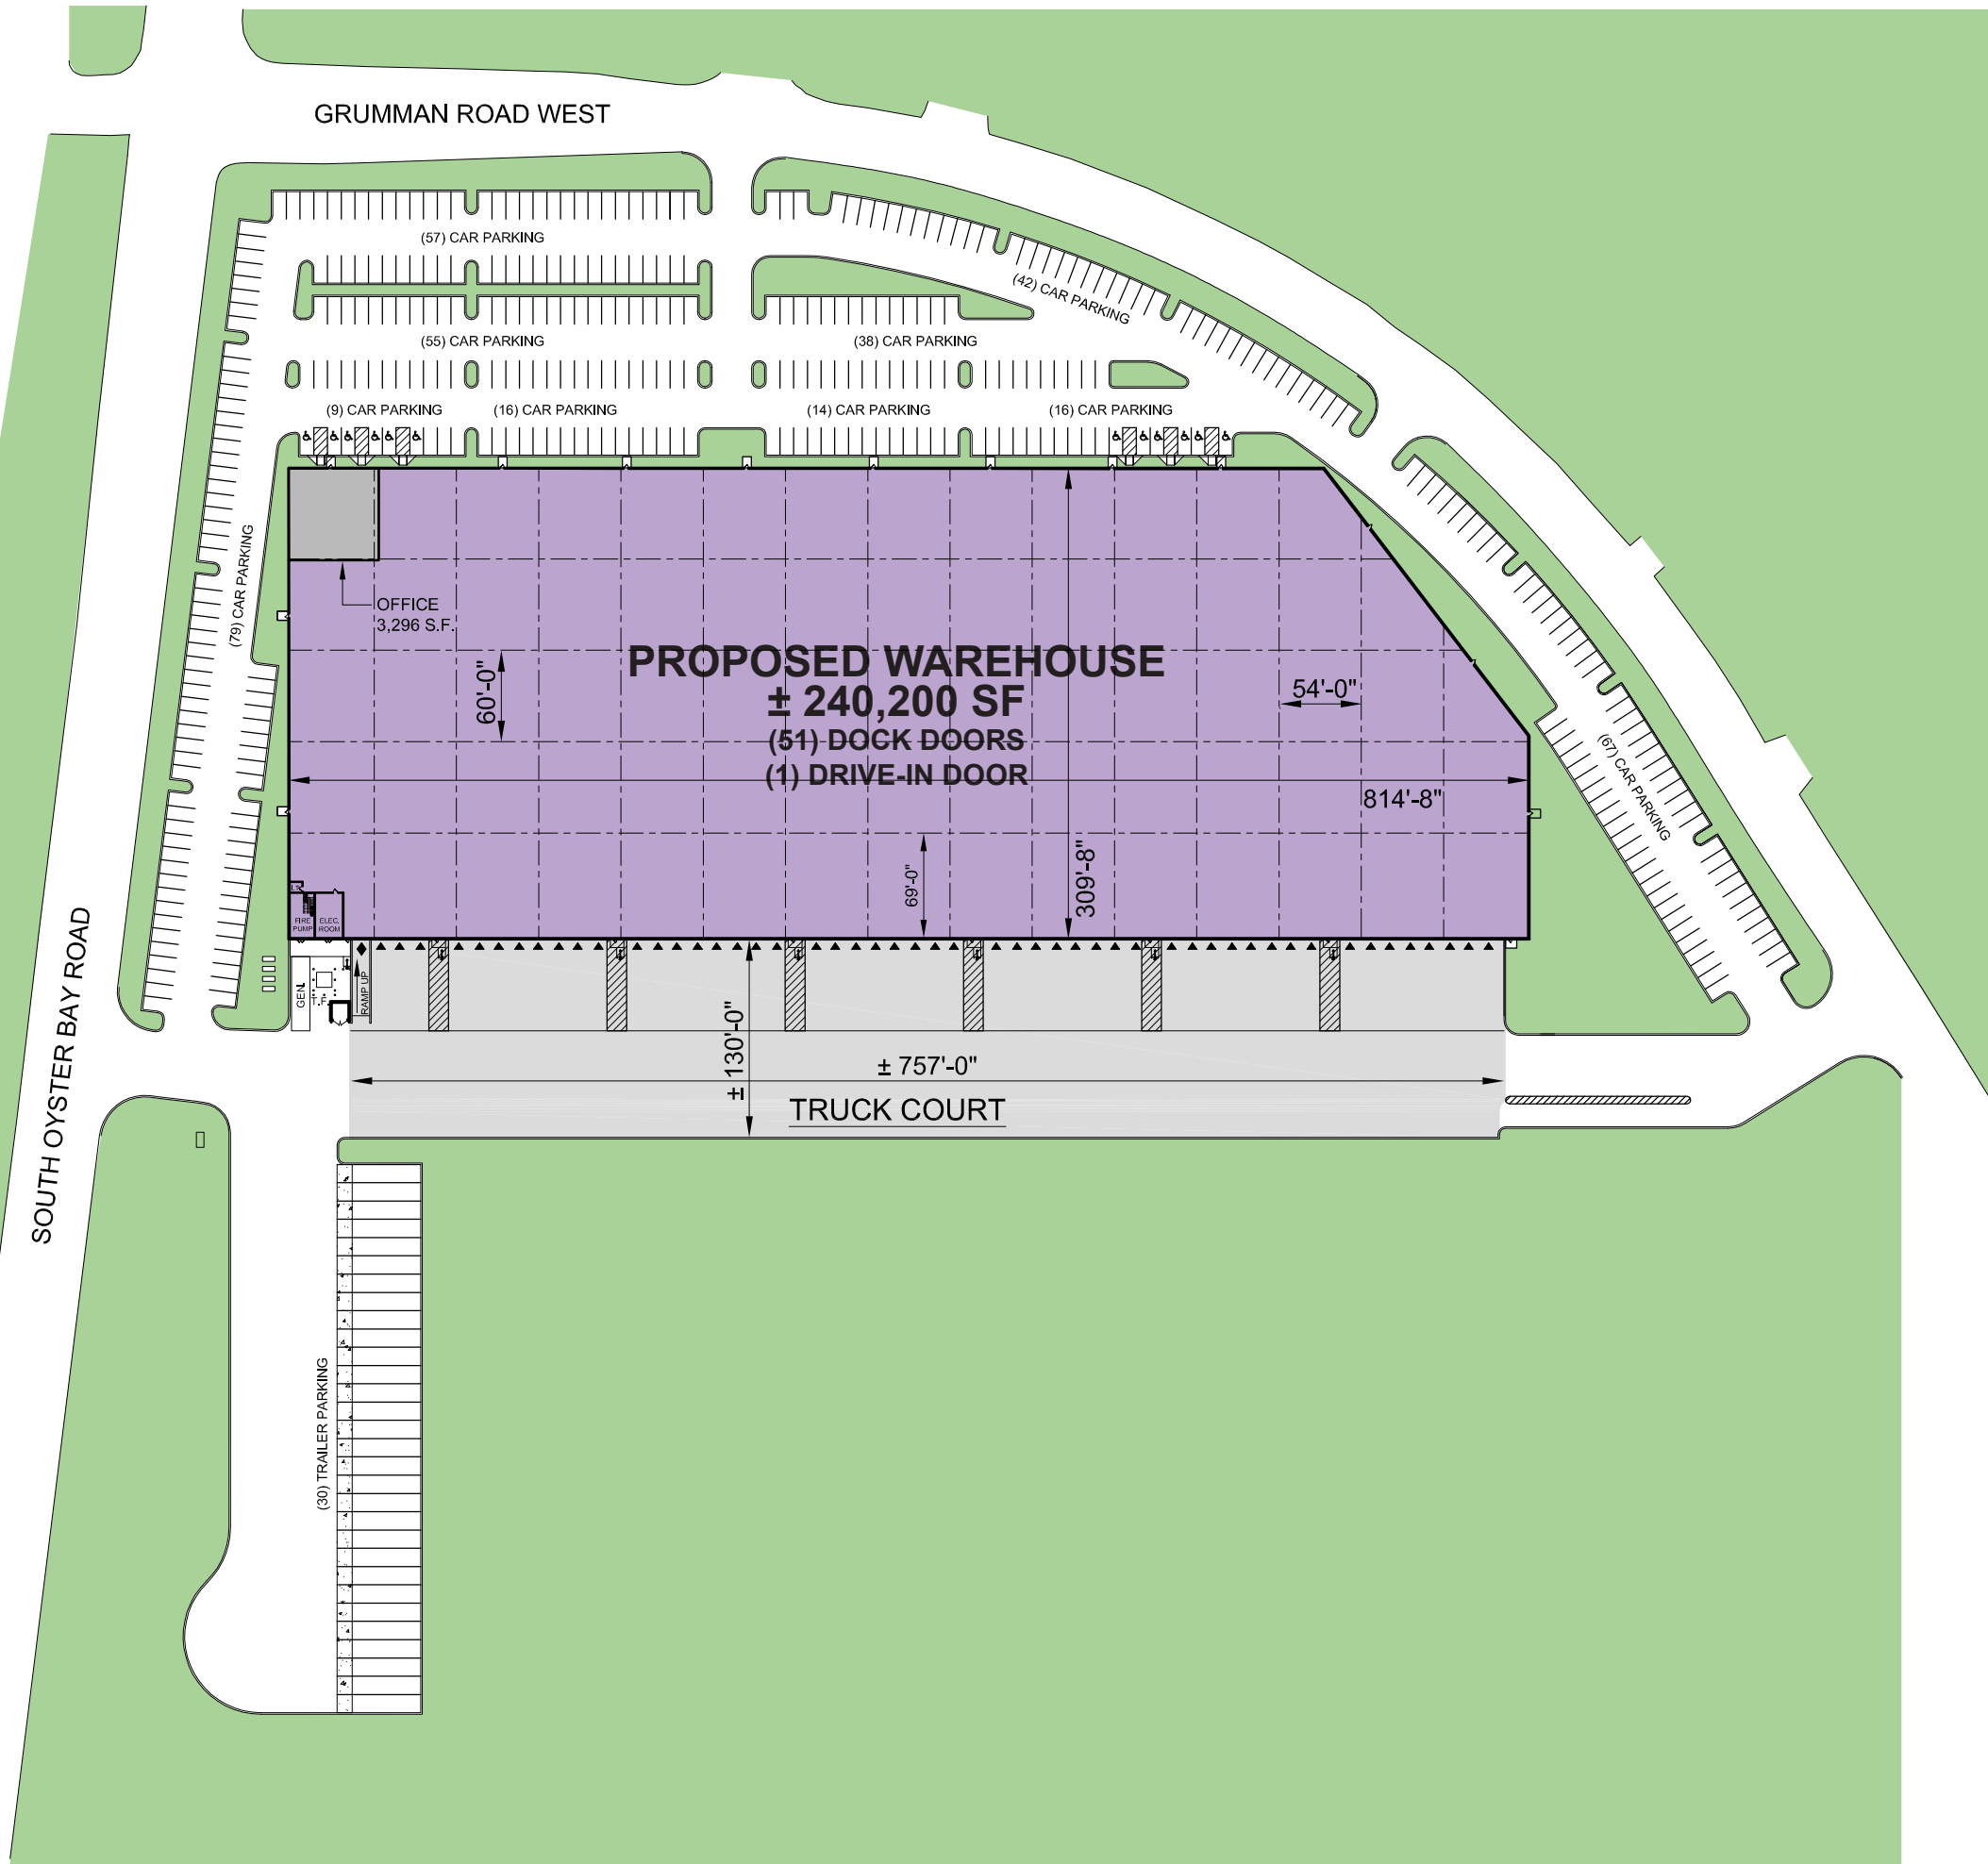 GRUMMAN ROAD WEST
(57) CAR PARKING
(42) CAR PARKING
(55) CAR PARKING
(38) CAR PARKING
(9) CAR PARKING
(16) CAR PARKING
(14) CAR PARKING
(16) CAR PARKING
(79) CAR PARKING
OFFICE
3,296 S.F.
PROPOSED WAREHOUSE
± 240,200 SF
(51) DOCK DOORS
(1) DRIVE-IN DOOR
60'-0"
54'-0"
814'-8"
309'-8"
69'-0"
(67) CAR PARKING
FIRE
PUMP
ELEC.
ROOM
GEN.
T.F.
RAMP UP
± 130'-0"
± 757'-0"
TRUCK COURT
SOUTH OYSTER BAY ROAD
(30) TRAILER PARKING